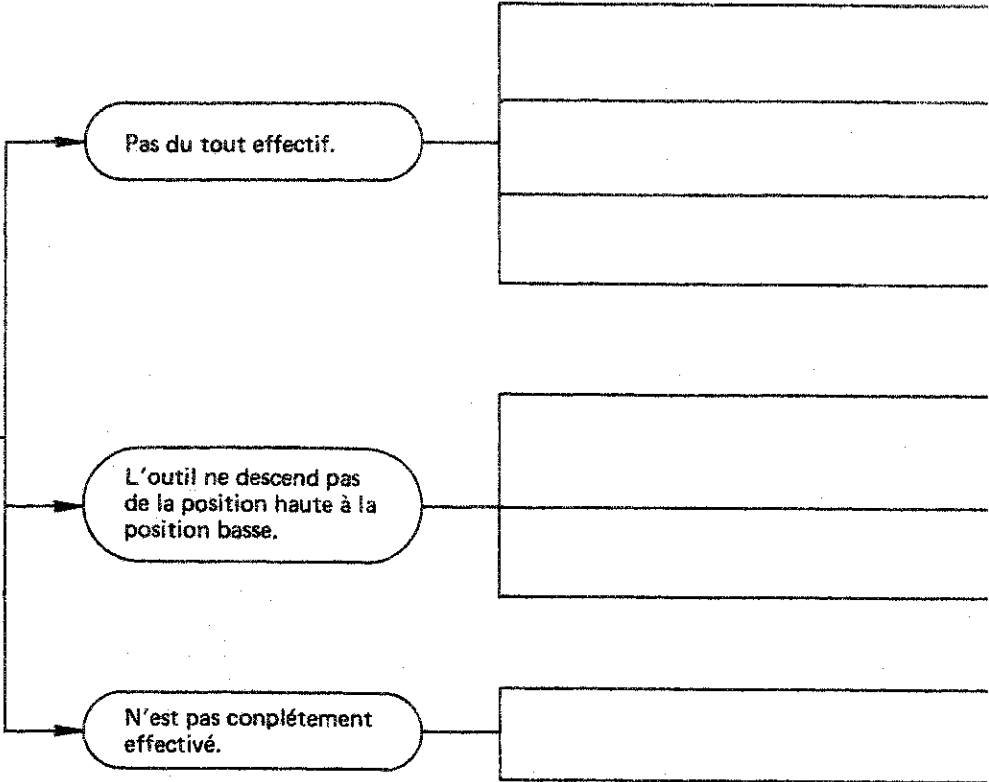 Pas du tout effectif.
L'outil ne descend pas
de la position haute à la
position basse.
N'est pas conplétement
effectivé.